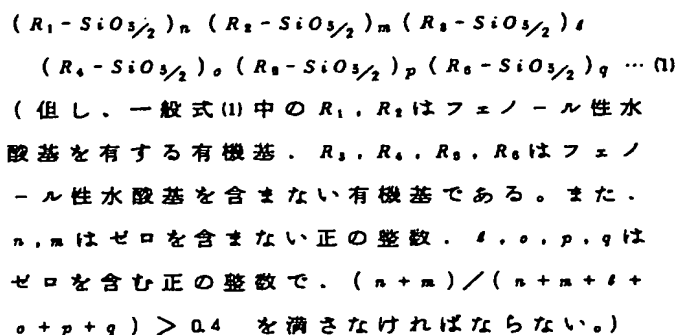 (R₁-SiO3/2)n (R₂-SiO3/2)m (R₃-SiO3/2)ℓ
(R₄-SiO3/2)o (R₅-SiO3/2)p (R₆-SiO3/2)q …(1)
(但し、一般式(1)中のR₁,R₂はフェノール性水
酸基を有する有機基.R₃,R₄,R₅,R₆はフェノ
ール性水酸基を含まない有機基である。また.
n,mはゼロを含まない正の整数.ℓ,o,p,qは
ゼロを含む正の整数で.(n+m)/(n+m+ℓ+
o+p+q)>0.4 を満さなければならない。)